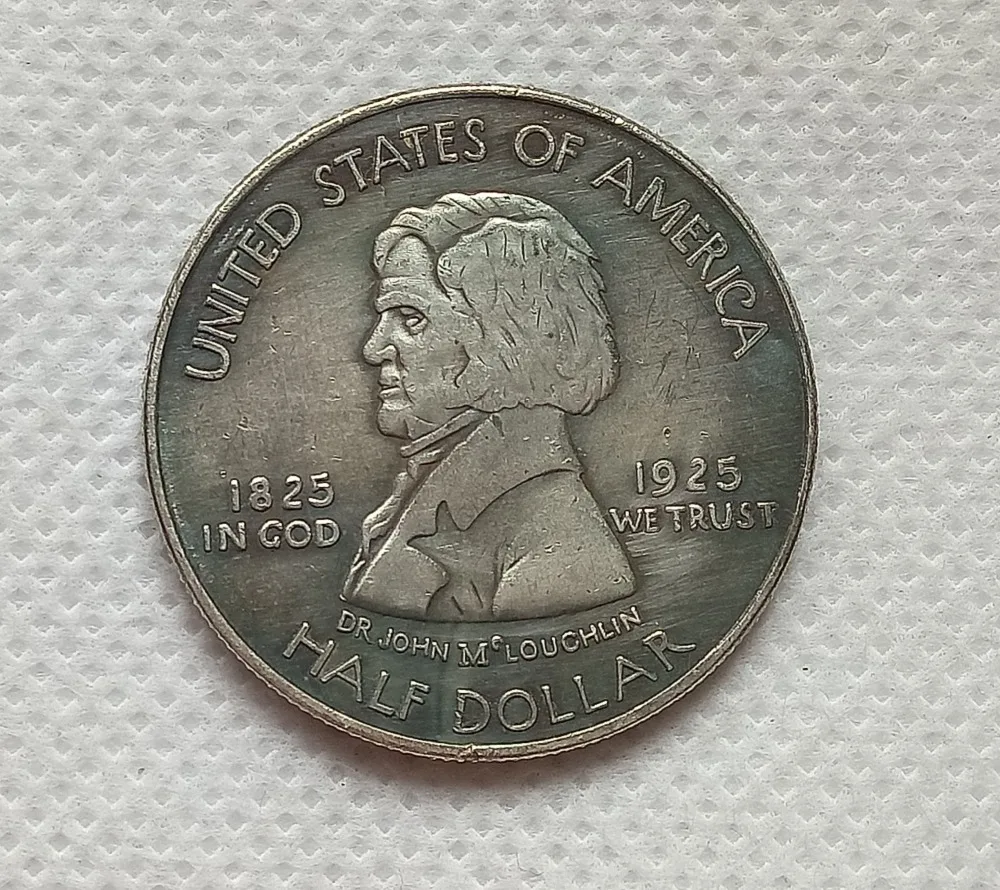 UNITED STATES OF AMERICA
1825
IN GOD
1925
WE TRUST
DR JOHN McLOUCHLIN
HALF DOLLAR